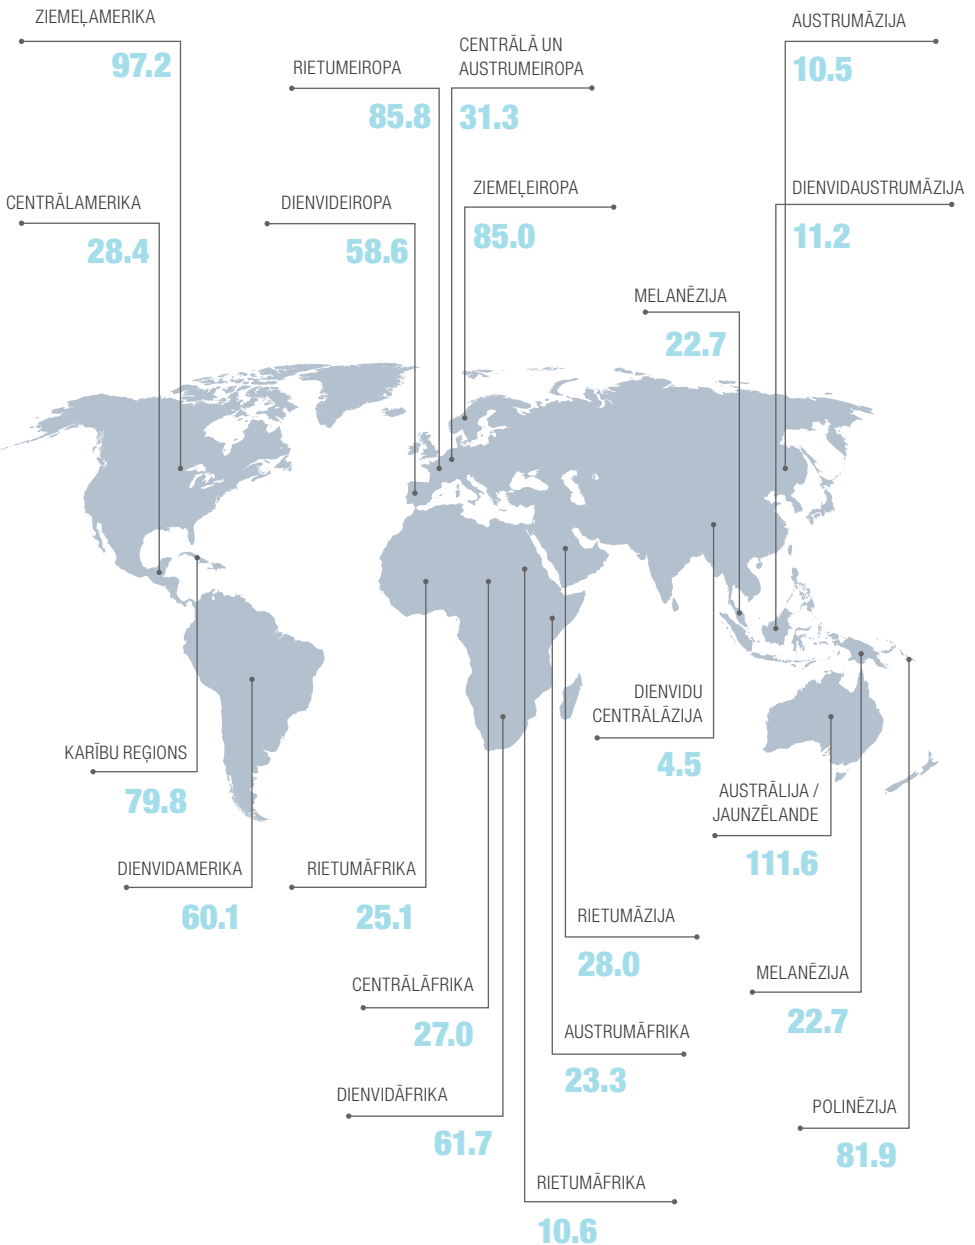 ZIEMEĻAMERIKA
97.2
RIETUMEIROPA
85.8
CENTRĀLĀ UN
AUSTRUMEIROPA
31.3
AUSTRUMĀZIJA
10.5
CENTRĀLAMERIKA
28.4
DIENVIDEIROPA
58.6
ZIEMEĻEIROPA
85.0
DIENVIDAUSTRUMĀZIJA
11.2
MELANĒZIJA
22.7
KARĪBU REĢIONS
79.8
DIENVIDU
CENTRĀLĀZIJA
4.5
AUSTRĀLIJA /
JAUNZĒLANDE
111.6
DIENVIDAMERIKA
60.1
RIETUMĀFRIKA
25.1
RIETUMĀZIJA
28.0
CENTRĀLĀFRIKA
27.0
MELANĒZIJA
22.7
AUSTRUMĀFRIKA
23.3
DIENVIDĀFRIKA
61.7
POLINĒZIJA
81.9
RIETUMĀFRIKA
10.6